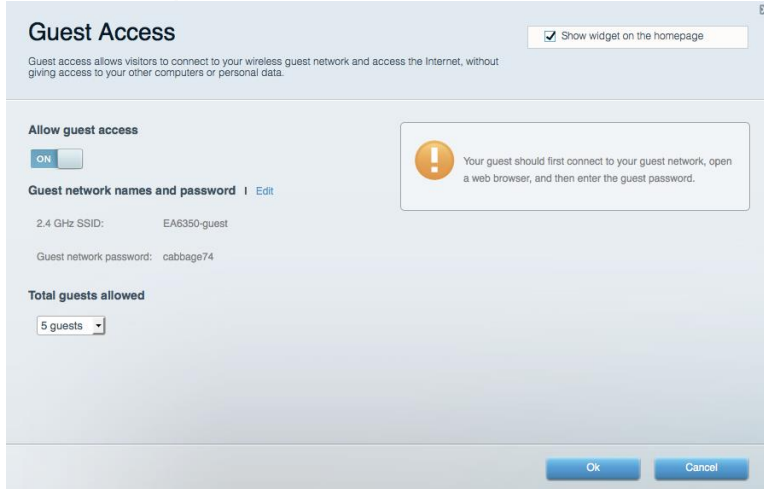 Guest Access
Show widget on the homepage
Guest access allows visitors to connect to your wireless guest network and access the Internet, without
giving access to your other computers or personal data.
Allow guest access
ON
Your guest should first connect to your guest network, open
a web browser, and then enter the guest password.
Guest network names and password | Edit
2.4 GHz SSID: EA6350-guest
Guest network password: cabbage74
Total guests allowed
5 guests
Ok Cancel